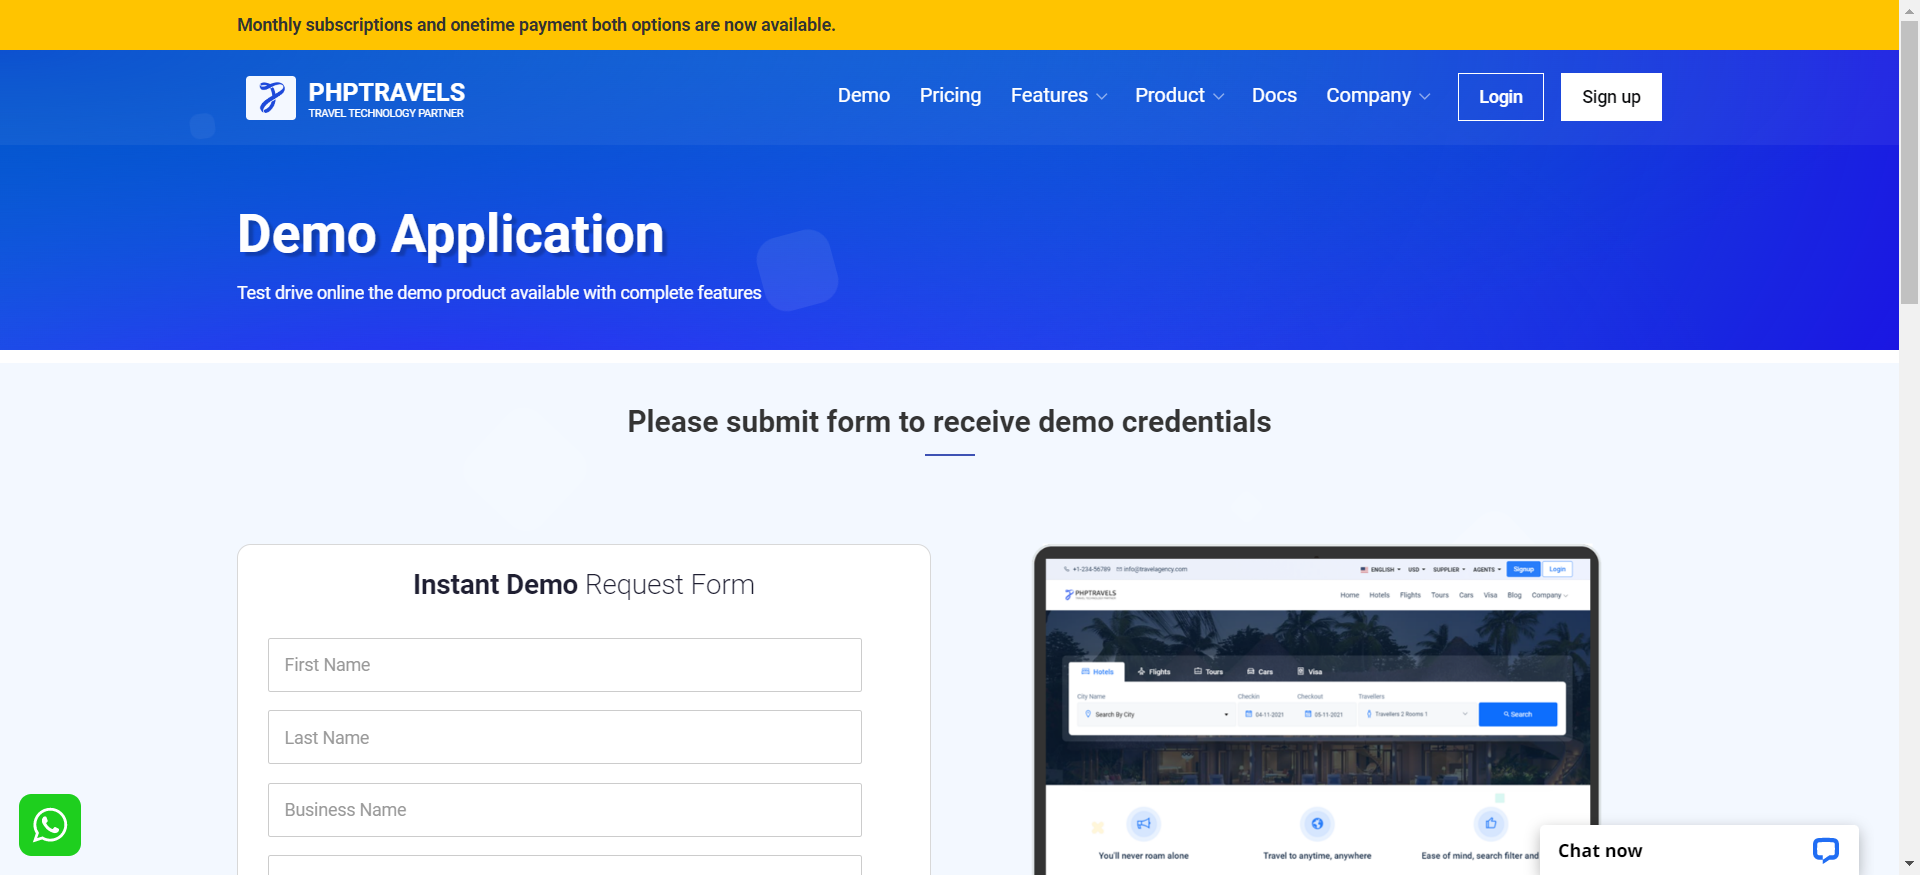 Monthly subscriptions and onetime payment both options are now available.
PHPTRAVELS
TRAVEL TECHNOLOGY PARTNER
Demo Pricing Features Product Docs Company Login Sign up
Demo Application
Test drive online the demo product available with complete features
Please submit form to receive demo credentials
Instant Demo Request Form
First Name
Last Name
Business Name
+1-234-56789 info@travelagency.com ENGLISH USD SUPPLIER AGENTS Signup Login
PHPTRAVELS
Home Hotels Flights Tours Cars Visa Blog Company
Hotels Flights Tours Cars Visa
City Name Checkin Checkout Travellers
Search By City 04-11-2021 05-11-2021 Travellers 2 Rooms 1 Search
You'll never roam alone Travel to anytime, anywhere Ease of mind, search filter and
Chat now